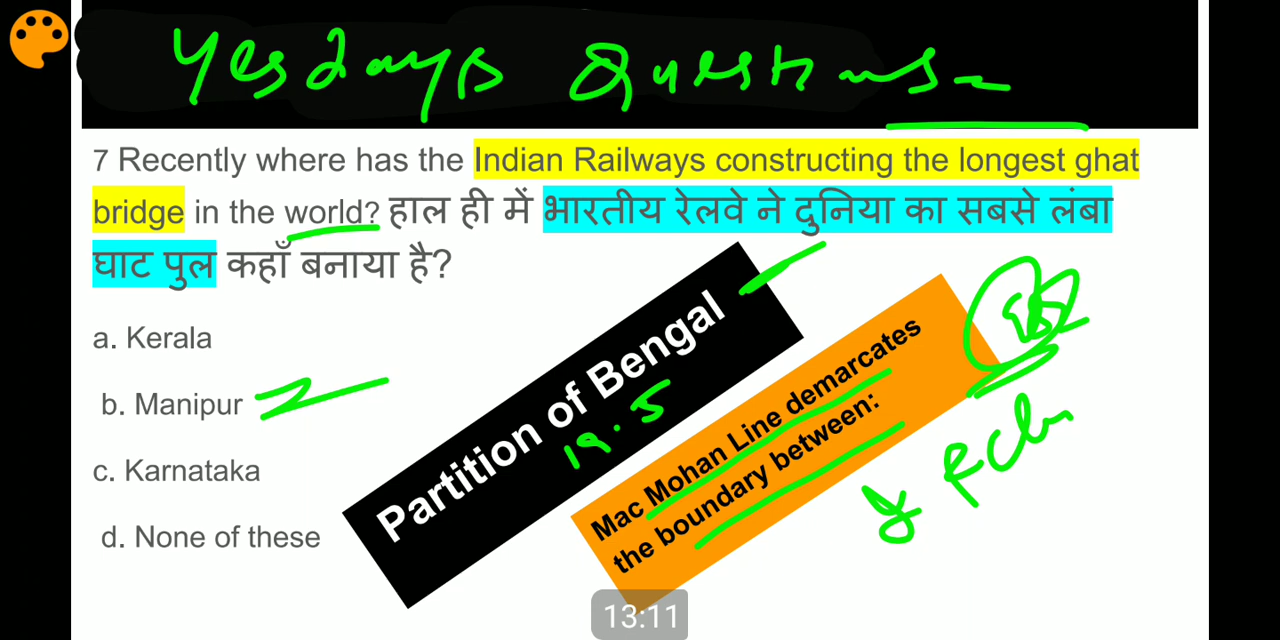 Yesdays Questions
7 Recently where has the Indian Railways constructing the longest ghat
bridge in the world? हाल ही में भारतीय रेलवे ने दुनिया का सबसे लंबा
घाट पुल कहाँ बनाया है?
a. Kerala
b. Manipur
c. Karnataka
d. None of these
Partition of Bengal
19.5
Mac Mohan Line demarcates
the boundary between:
13:11